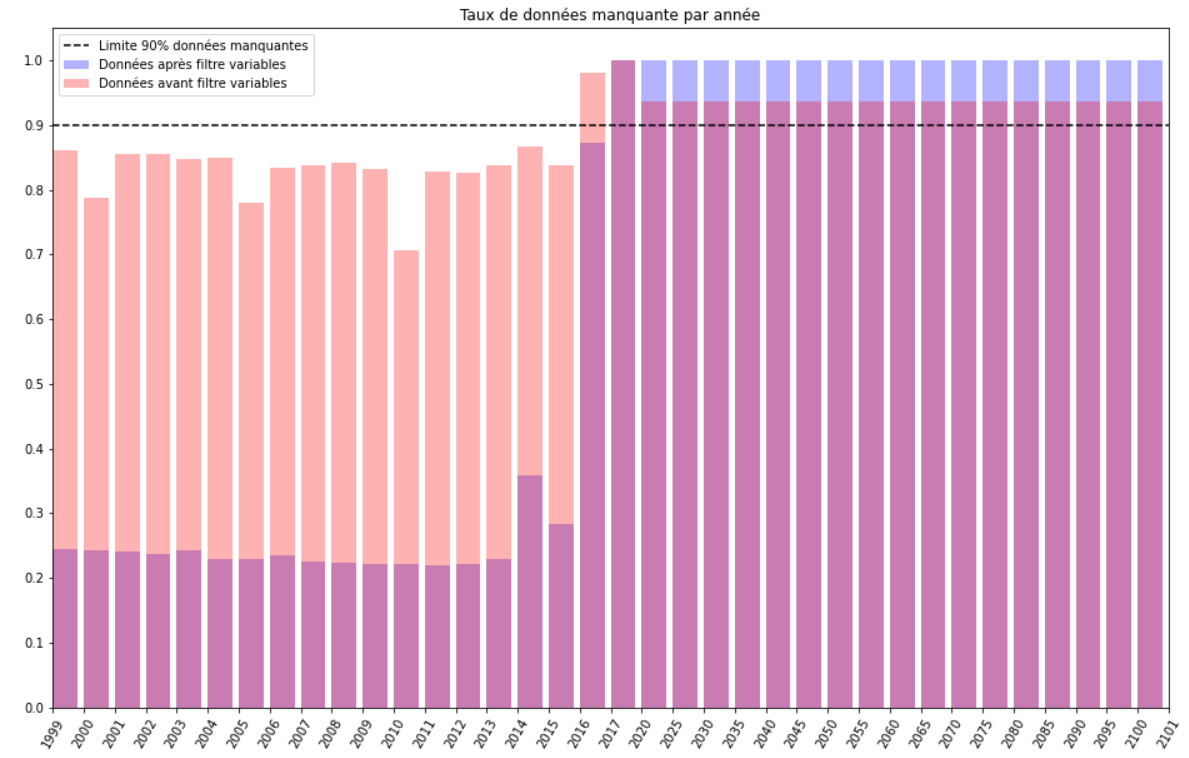 Taux de données manquante par année
Limite 90% données manquantes
Données après filtre variables
Données avant filtre variables
1.0
0.9
0.8
0.7
0.6
0.5
0.4
0.3
0.2
0.1
0.0
1999 2000 2001 2002 2003 2004 2005 2006 2007 2008 2009 2010 2011 2012 2013 2014 2015 2016 2017 2020 2025 2030 2035 2040 2045 2050 2055 2060 2065 2070 2075 2080 2085 2090 2095 2100 2101